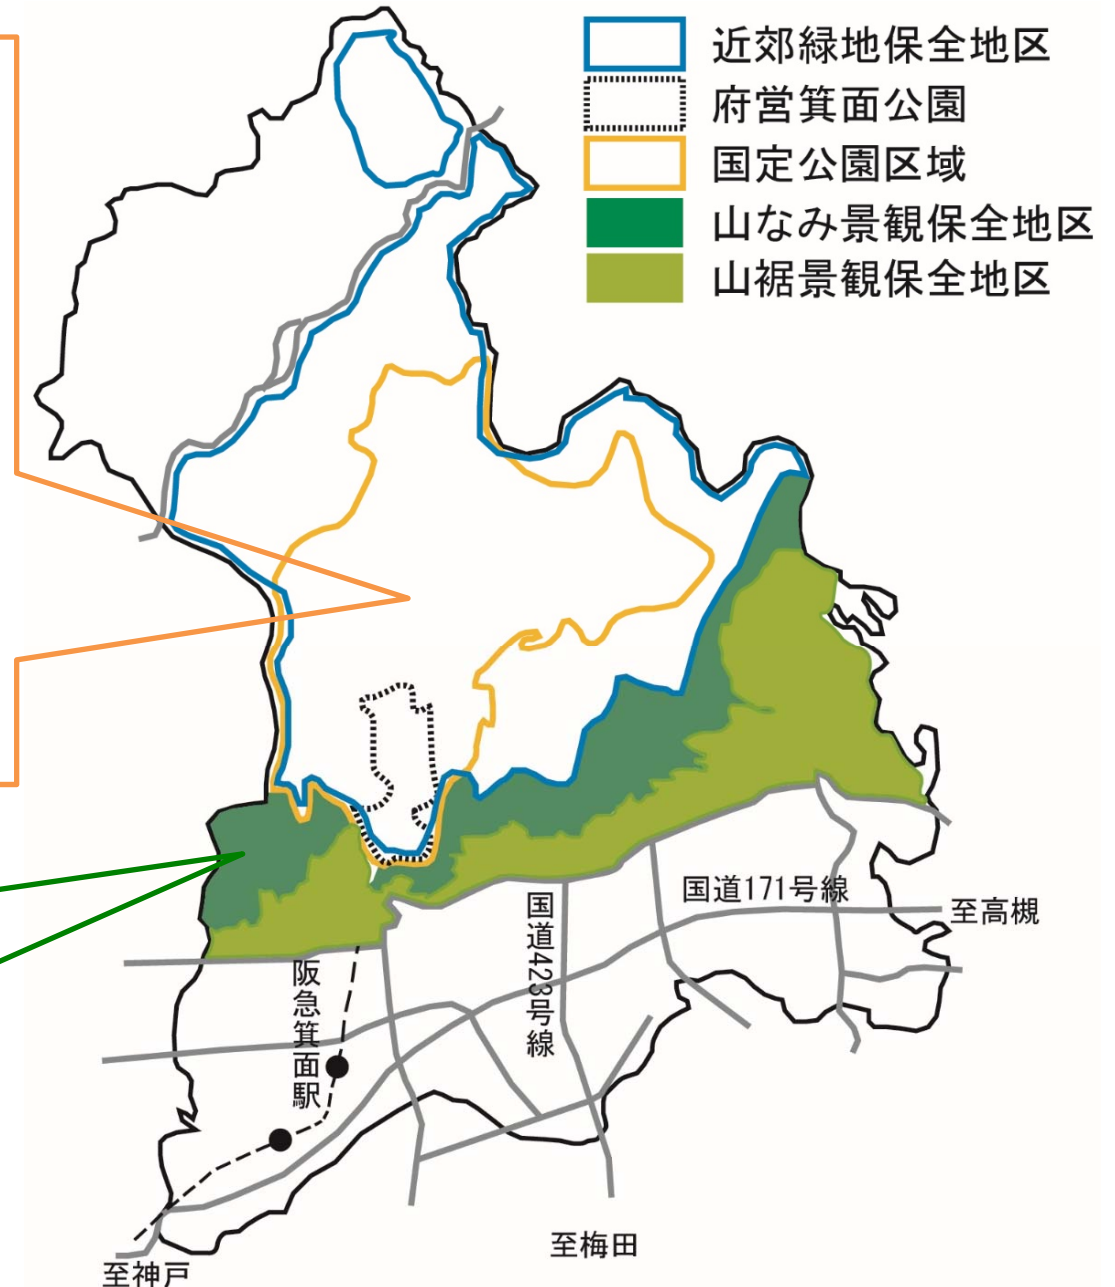 近郊緑地保全地区
府営箕面公園
国定公園区域
山なみ景観保全地区
山裾景観保全地区
国道171号線
至高槻
国道423号線
阪急箕面駅
至梅田
至神戸